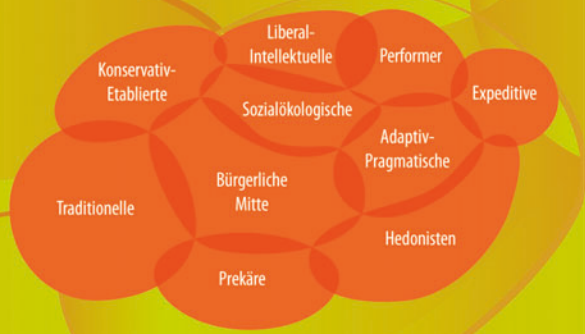 Liberal-
Intellektuelle
Performer
Konservativ-
Etablierte
Expeditive
Sozialökologische
Adaptiv-
Pragmatische
Bürgerliche
Mitte
Traditionelle
Hedonisten
Prekäre